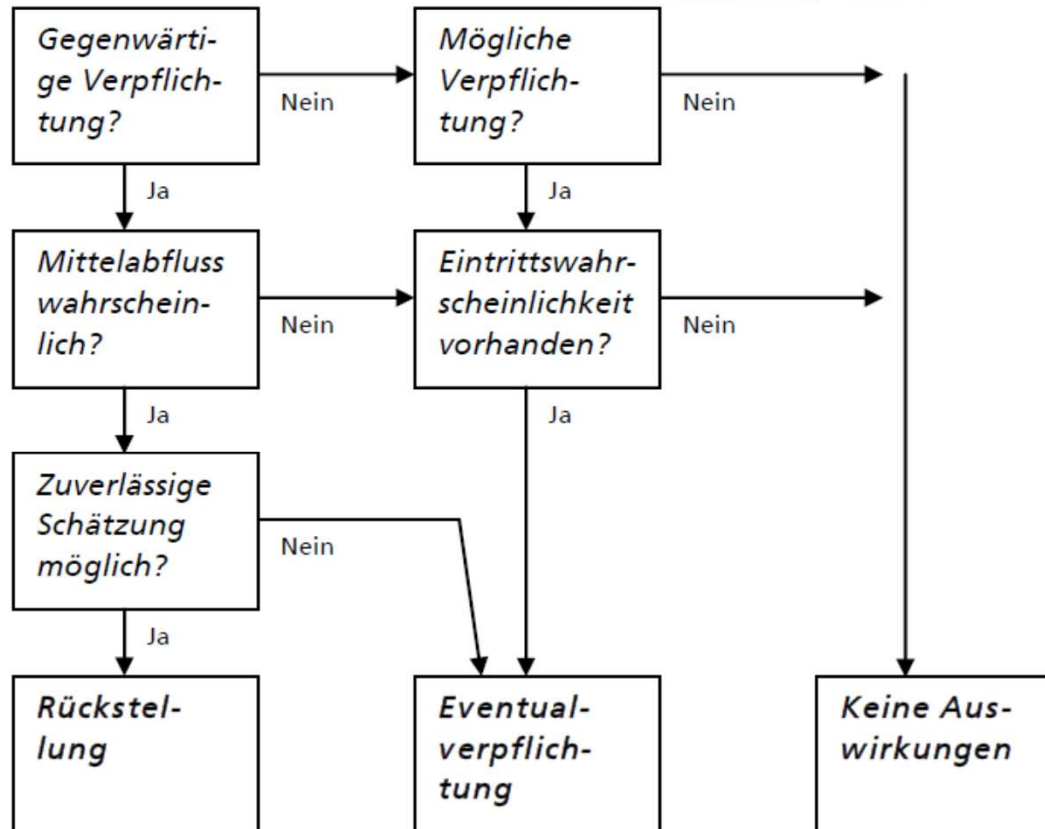 Gegenwärti-
ge Verpflich-
tung?
Nein
Mögliche
Verpflich-
tung?
Nein
Ja
Ja
Mittelabfluss
wahrschein-
lich?
Nein
Eintrittswahr-
scheinlichkeit
vorhanden?
Nein
Ja
Ja
Zuverlässige
Schätzung
möglich?
Nein
Ja
Rückstel-
lung
Eventual-
verpflich-
tung
Keine Aus-
wirkungen